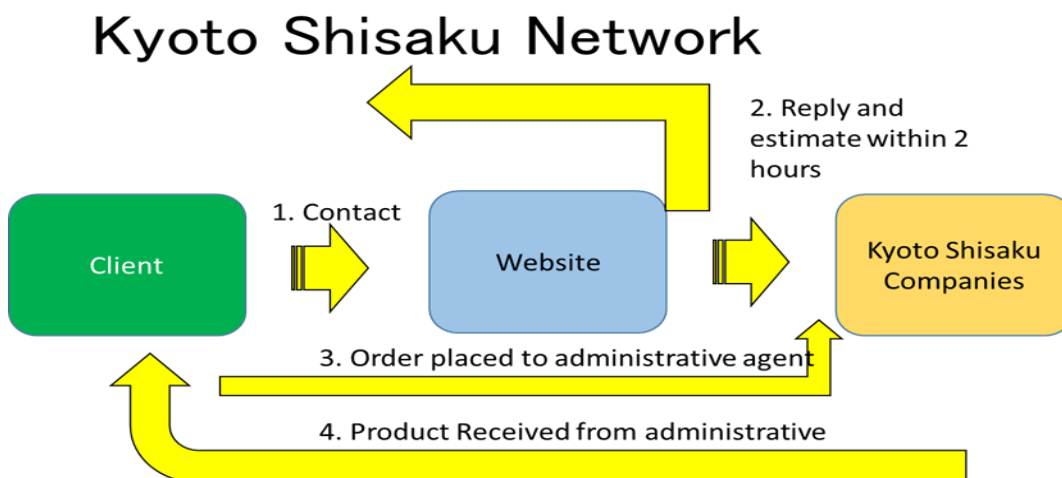 Kyoto Shisaku Network
2. Reply and
estimate within 2
hours
1. Contact
Client
Website
Kyoto Shisaku
Companies
3. Order placed to administrative agent
4. Product Received from administrative